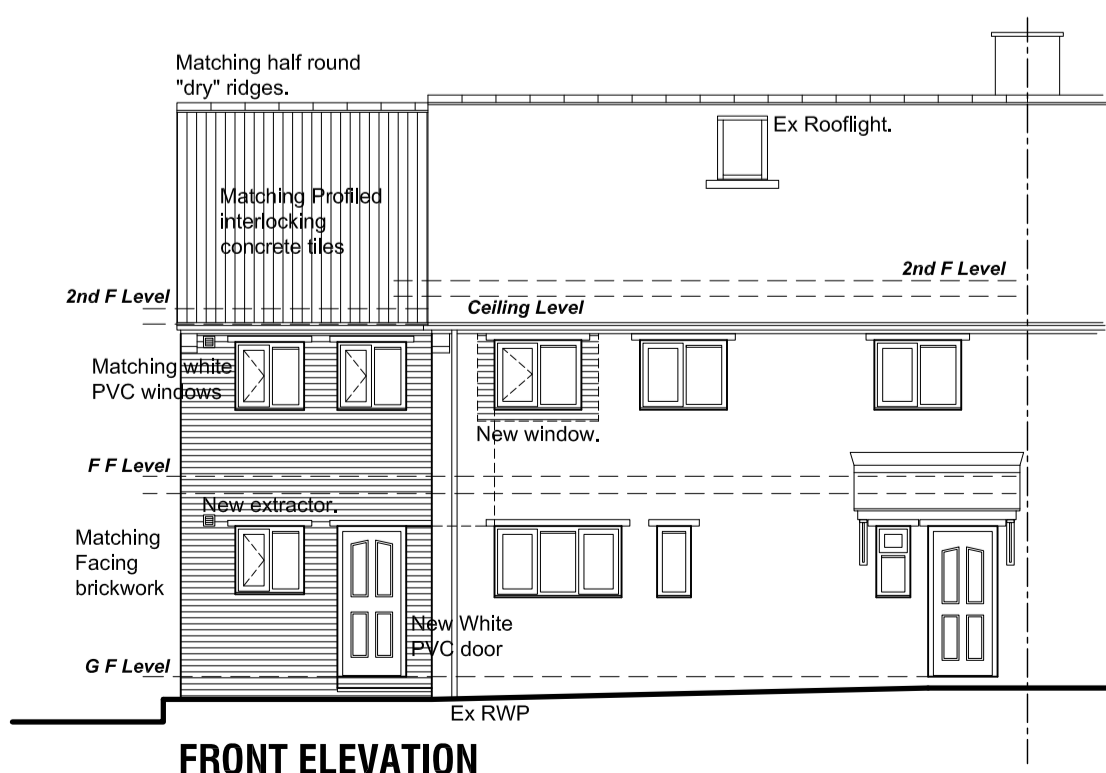 Matching half round
"dry" ridges.
Ex Rooflight.
Matching Profiled
interlocking
concrete tiles
2nd F Level
2nd F Level
Ceiling Level
Matching white
PVC windows
New window.
F F Level
New extractor.
Matching
Facing
brickwork
New White
PVC door
G F Level
Ex RWP
FRONT ELEVATION